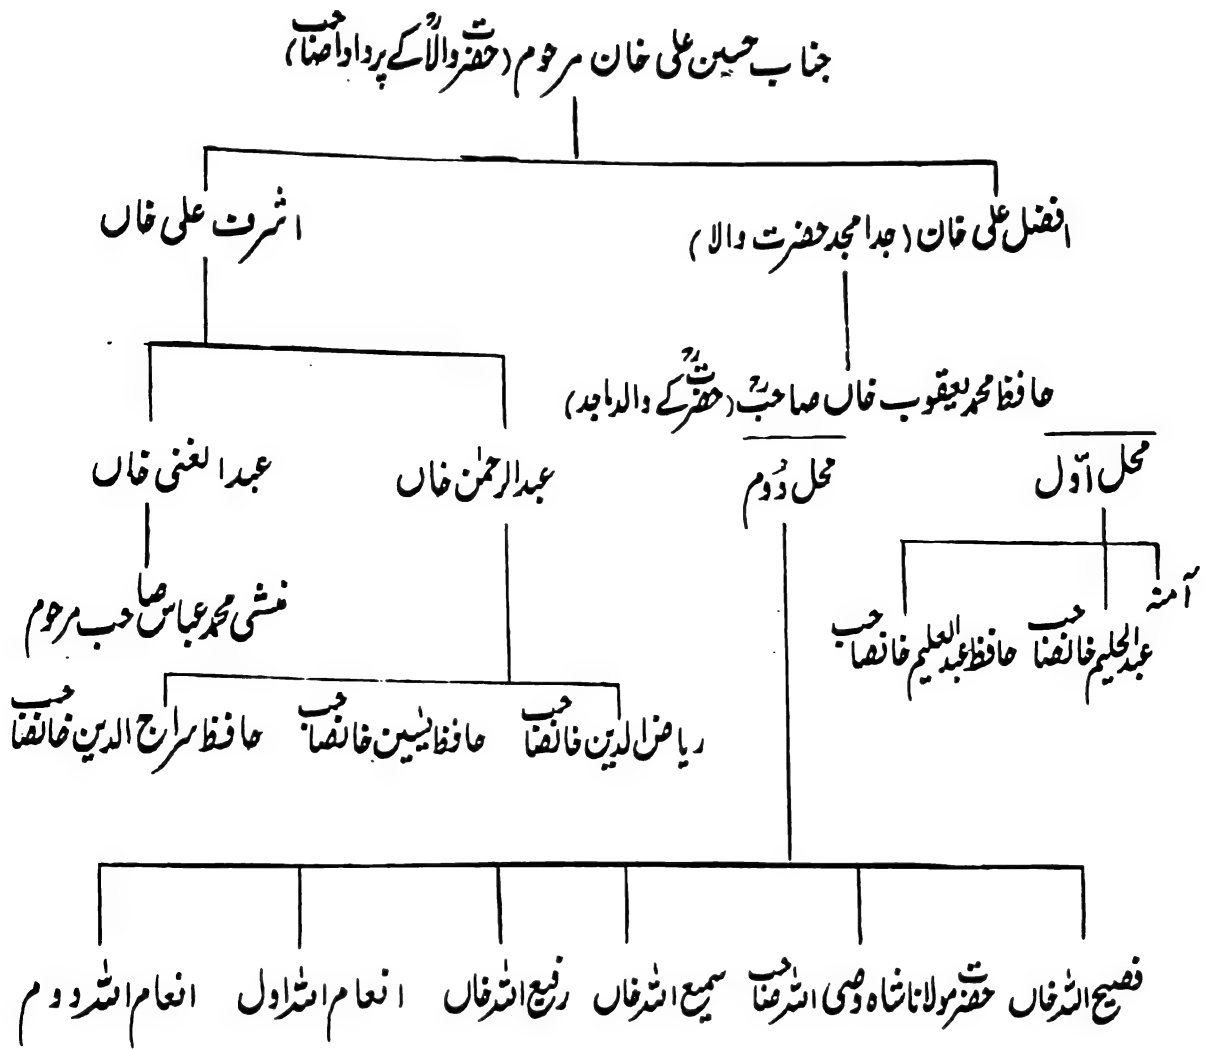 جناب حسین علی خان مرحوم (حضرت والاؒ کے پردادا صاحب)
افضل علی خان (جد امجد حضرت والا)
اشرف علی خاں
حافظ محمد یعقوب خاں صاحبؒ (حضرتؒ کے والد ماجد)
محل اوّل
محل دُوم
عبدالرحمٰن خاں
عبدالغنی خاں
آمنہ
عبدالحلیم خانصاحب
حافظ عبدالعلیم خانصاحب
منشی محمد عباس صاحب مرحوم
ریاض الدین خانصاحب
حافظ یٰسین خانصاحب
حافظ سراج الدین خانصاحب
فصیح اللہ خاں
حضرت مولانا شاہ وصی اللہ صاحب
سمیع اللہ خاں
رفیع اللہ خاں
انعام اللہ اول
انعام اللہ دوم